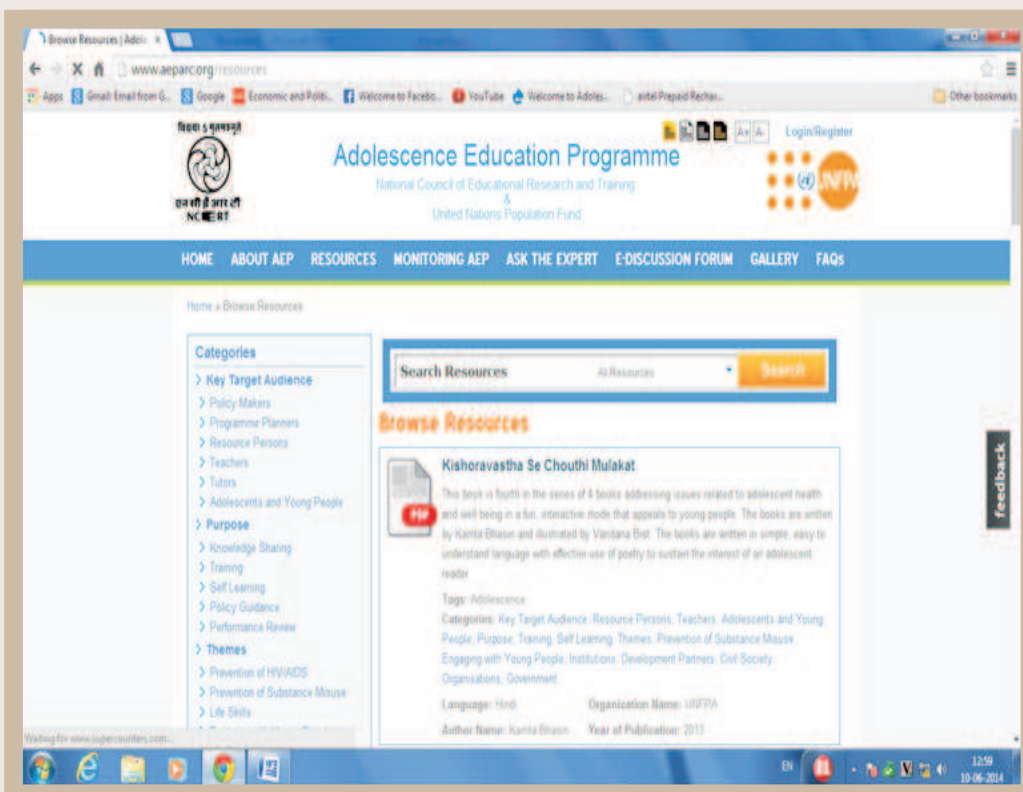 Browse Resources | Adole
www.aeparc.org/resources
Apps Gmail: Email from G... Google Economic and Politi... Welcome to Facebo... YouTube Welcome to Adoles... airtel Prepaid Rechar... Other bookmarks
A+ A- Login/Register
एन सी ई आर टी
NCERT
Adolescence Education Programme
National Council of Educational Research and Training
&
United Nations Population Fund
UNFPA
HOME ABOUT AEP RESOURCES MONITORING AEP ASK THE EXPERT E-DISCUSSION FORUM GALLERY FAQs
Home » Browse Resources
Categories
Key Target Audience
Policy Makers
Programme Planners
Resource Persons
Teachers
Tutors
Adolescents and Young People
Purpose
Knowledge Sharing
Training
Self Learning
Policy Guidance
Performance Review
Themes
Prevention of HIV/AIDS
Prevention of Substance Misuse
Life Skills
Search Resources All Resources Search
Browse Resources
Kishoravastha Se Chouthi Mulakat
This book is fourth in the series of 4 books addressing issues related to adolescent health
and well being in a fun, interactive mode that appeals to young people. The books are written
by Kamla Bhasin and illustrated by Vandana Bist. The books are written in simple, easy to
understand language with effective use of poetry to sustain the interest of an adolescent
reader
Tags: Adolescence
Categories: Key Target Audience, Resource Persons, Teachers, Adolescents and Young
People, Purpose, Training, Self Learning, Themes, Prevention of Substance Misuse,
Engaging with Young People, Institutions, Development Partners, Civil Society
Organisations, Government
Language: Hindi Organization Name: UNFPA
Author Name: Kamla Bhasin Year of Publication: 2013
feedback
Waiting for www.supercounters.com...
EN 12:59
10-06-2014